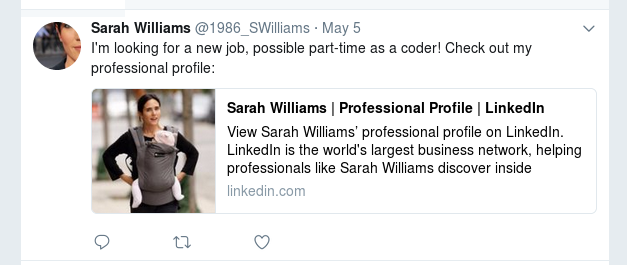 Sarah Williams @1986_SWilliams · May 5
I'm looking for a new job, possible part-time as a coder! Check out my
professional profile:
Sarah Williams | Professional Profile | LinkedIn
View Sarah Williams' professional profile on LinkedIn.
LinkedIn is the world's largest business network, helping
professionals like Sarah Williams discover inside
linkedin.com